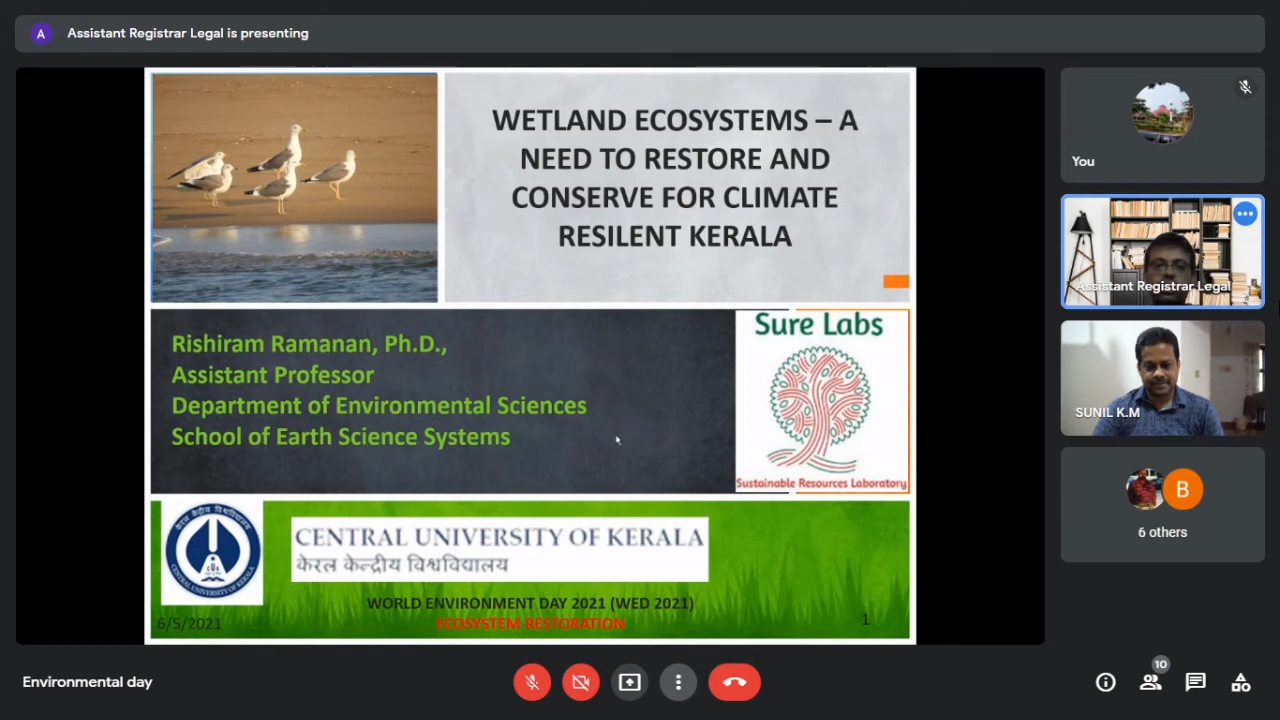 A
Assistant Registrar Legal is presenting
WETLAND ECOSYSTEMS – A
NEED TO RESTORE AND
CONSERVE FOR CLIMATE
RESILENT KERALA
Rishiram Ramanan, Ph.D.,
Assistant Professor
Department of Environmental Sciences
School of Earth Science Systems
Sure Labs
Sustainable Resources Laboratory
CENTRAL UNIVERSITY OF KERALA
केरल केन्द्रीय विश्वविद्यालय
WORLD ENVIRONMENT DAY 2021 (WED 2021)
6/5/2021
ECOSYSTEM RESTORATION
1
You
Assistant Registrar Legal
SUNIL K.M
B
6 others
Environmental day
10